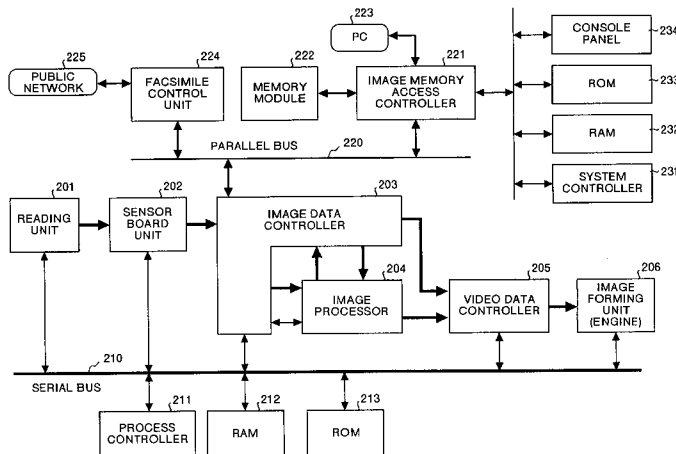 223
PC
234
CONSOLE
PANEL
225
PUBLIC
NETWORK
224
FACSIMILE
CONTROL
UNIT
222
MEMORY
MODULE
221
IMAGE MEMORY
ACCESS
CONTROLLER
233
ROM
232
RAM
PARALLEL BUS
220
231
SYSTEM
CONTROLLER
201
READING
UNIT
202
SENSOR
BOARD
UNIT
203
IMAGE DATA
CONTROLLER
204
IMAGE
PROCESSOR
205
VIDEO DATA
CONTROLLER
206
IMAGE
FORMING
UNIT
(ENGINE)
210
SERIAL BUS
211
PROCESS
CONTROLLER
212
RAM
213
ROM